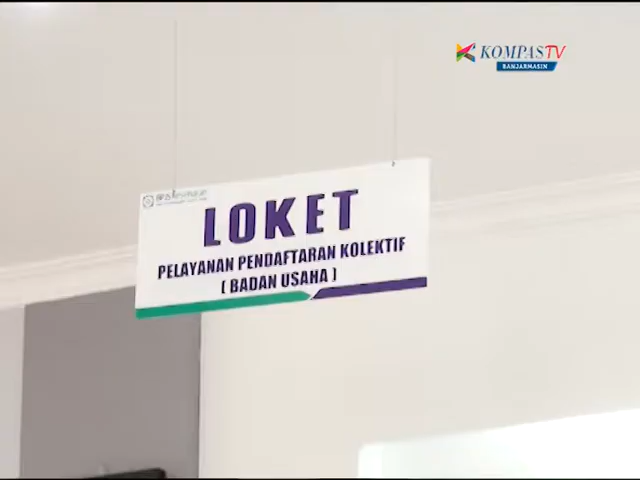 KOMPASTV
BANJARMASIN
LOKET
PELAYANAN PENDAFTARAN KOLEKTIF
( BADAN USAHA )